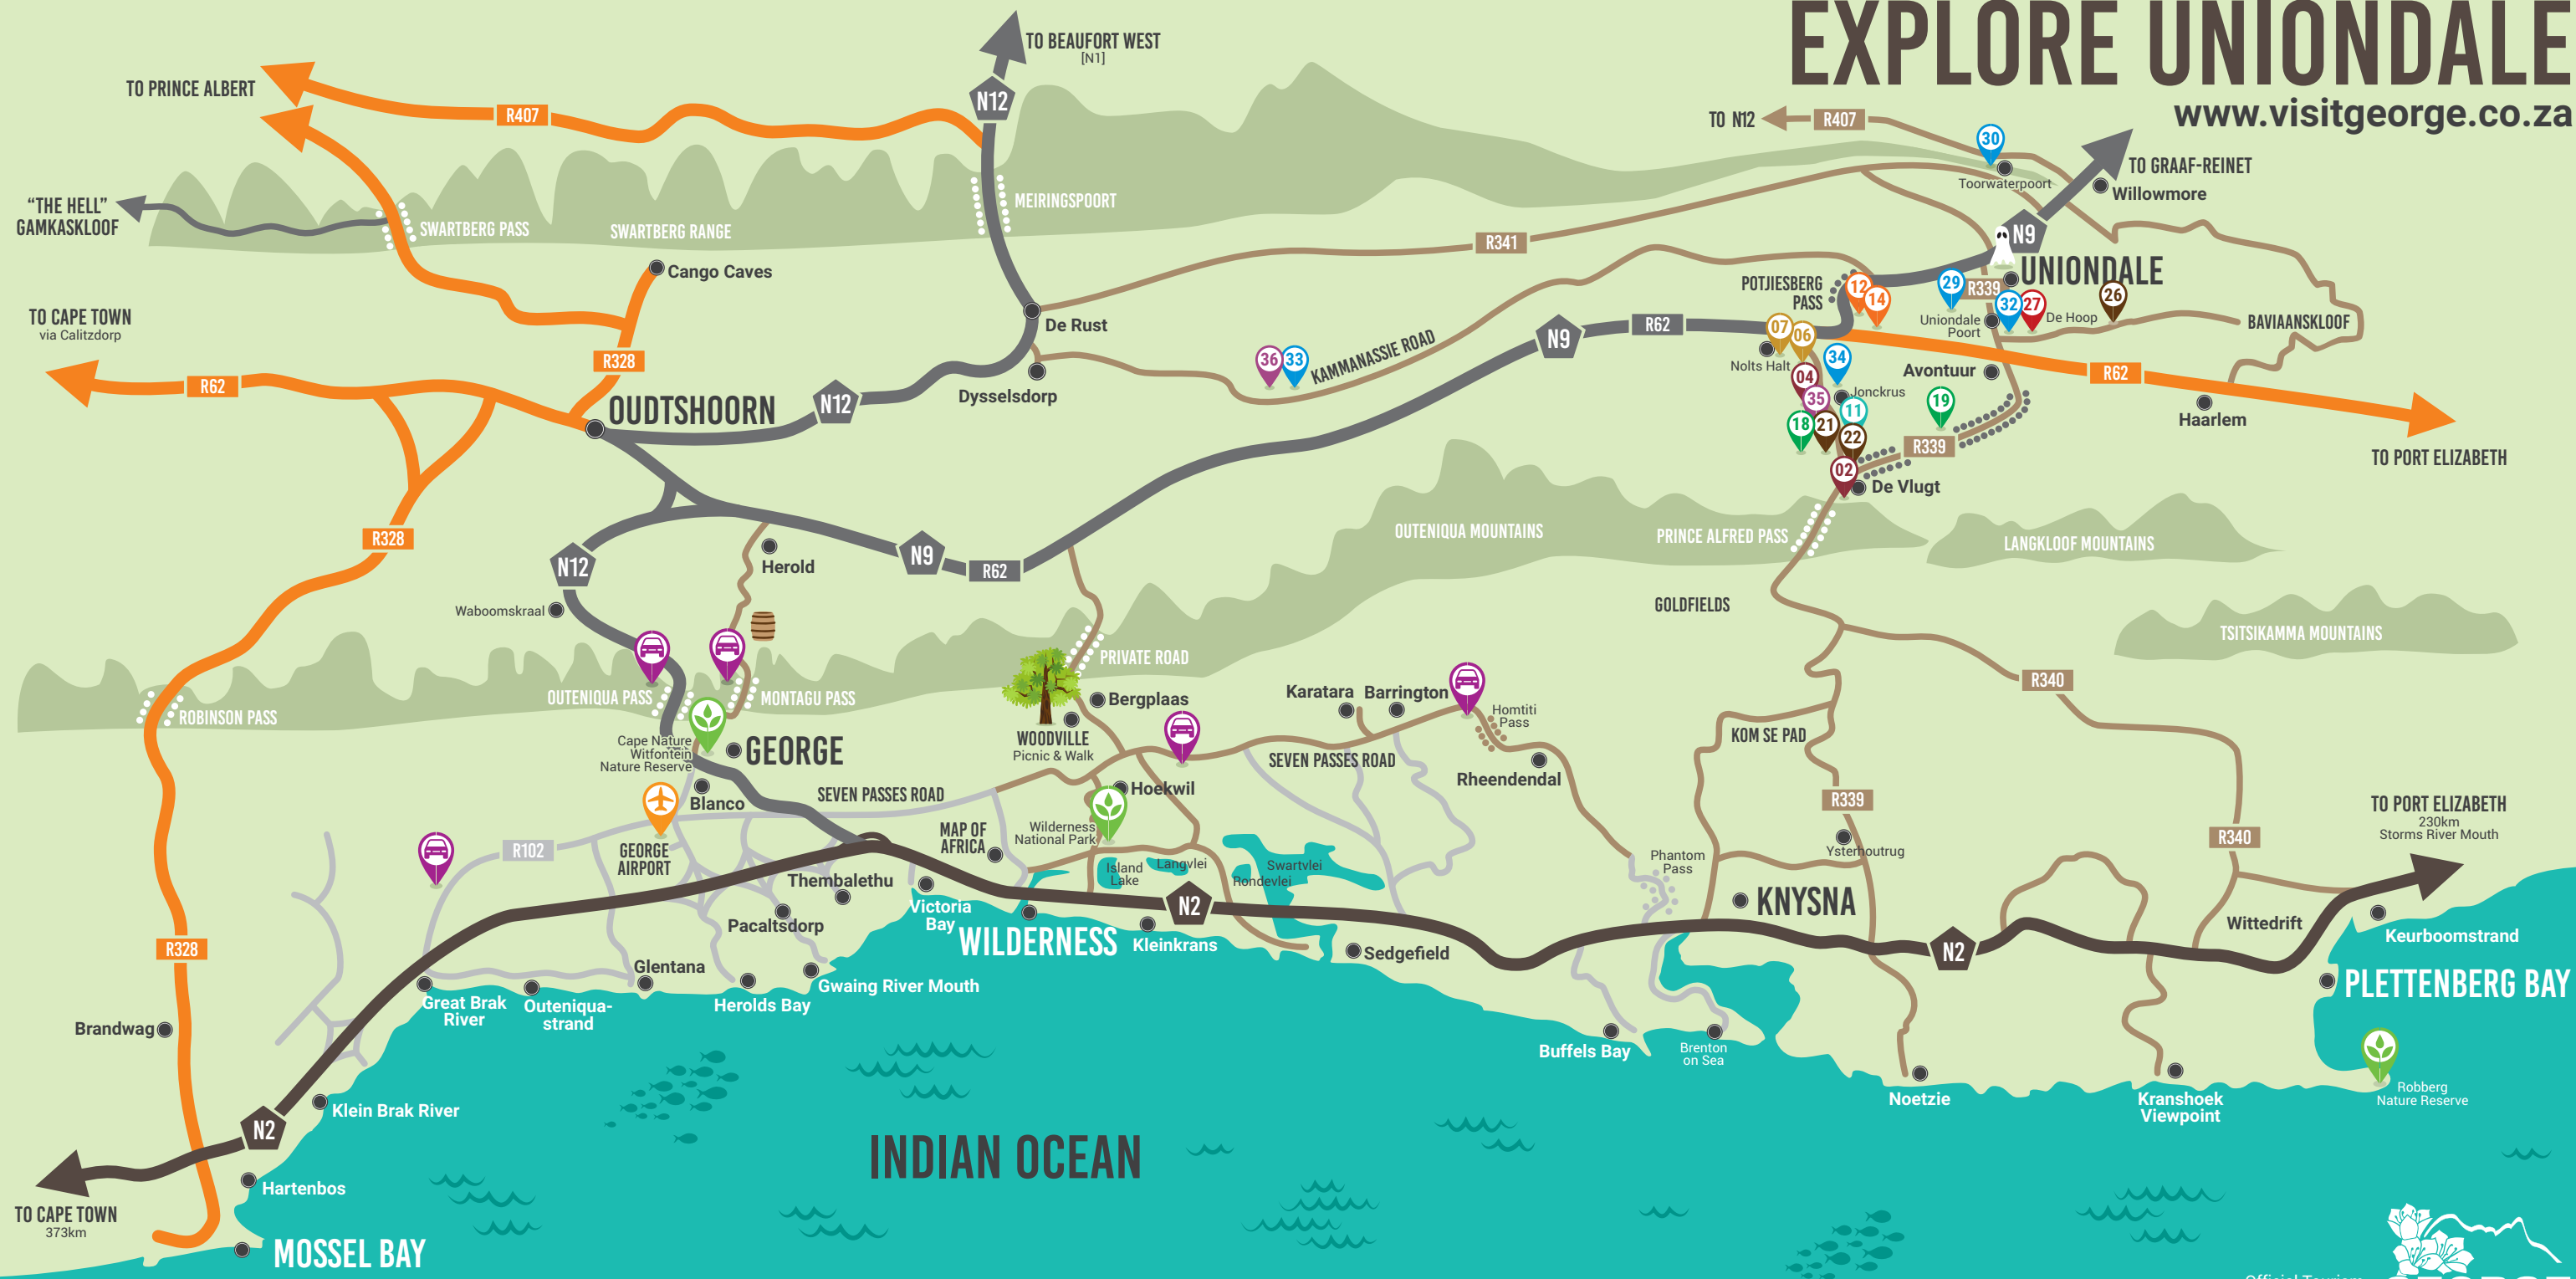 EXPLORE UNIONDALE
www.visitgeorge.co.za
TO BEAUFORT WEST
[N1]
TO PRINCE ALBERT
R407
N12
TO N12
R407
30
Toorwaterpoort
TO GRAAF-REINET
Willowmore
"THE HELL"
GAMKASKLOOF
SWARTBERG PASS
SWARTBERG RANGE
MEIRINGSPOORT
R341
N9
UNIONDALE
Cango Caves
POTJIESBERG
PASS
12
14
29
R339
32
27
26
De Hoop
Uniondale
Poort
BAVIAANSKLOOF
TO CAPE TOWN
via Calitzdorp
De Rust
R328
R62
N9
R62
07
06
Nolts Halt
34
36
33
KAMMANASSIE ROAD
04
35
Jonckrus
11
Avontuur
R62
19
Haarlem
Dysselsdorp
OUDTSHOORN
N12
18
21
22
R339
02
De Vlugt
TO PORT ELIZABETH
R328
OUTENIQUA MOUNTAINS
PRINCE ALFRED PASS
LANGKLOOF MOUNTAINS
N12
Herold
N9
R62
Waboomskraal
GOLDFIELDS
TSITSIKAMMA MOUNTAINS
PRIVATE ROAD
R340
ROBINSON PASS
OUTENIQUA PASS
MONTAGU PASS
Bergplaas
Karatara
Barrington
Homtiti
Pass
WOODVILLE
Picnic & Walk
Cape Nature
Witfontein
Nature Reserve
GEORGE
SEVEN PASSES ROAD
KOM SE PAD
Rheendendal
Blanco
SEVEN PASSES ROAD
Hoekwil
R339
TO PORT ELIZABETH
230km
Storms River Mouth
R102
GEORGE
AIRPORT
MAP OF
AFRICA
Wilderness
National Park
Island
Lake
Langvlei
Rondevlei
Swartvlei
Phantom
Pass
Ysterhoutrug
R340
Thembalethu
Pacaltsdorp
Victoria
Bay
WILDERNESS
N2
Kleinkrans
Sedgefield
KNYSNA
N2
Wittedrift
Keurboomstrand
PLETTENBERG BAY
R328
Glentana
Gwaing River Mouth
Great Brak
River
Outeniqua-
strand
Herolds Bay
Brandwag
Buffels Bay
Brenton
on Sea
Noetzie
Kranshoek
Viewpoint
Robberg
Nature Reserve
Klein Brak River
N2
INDIAN OCEAN
Hartenbos
TO CAPE TOWN
373km
MOSSEL BAY